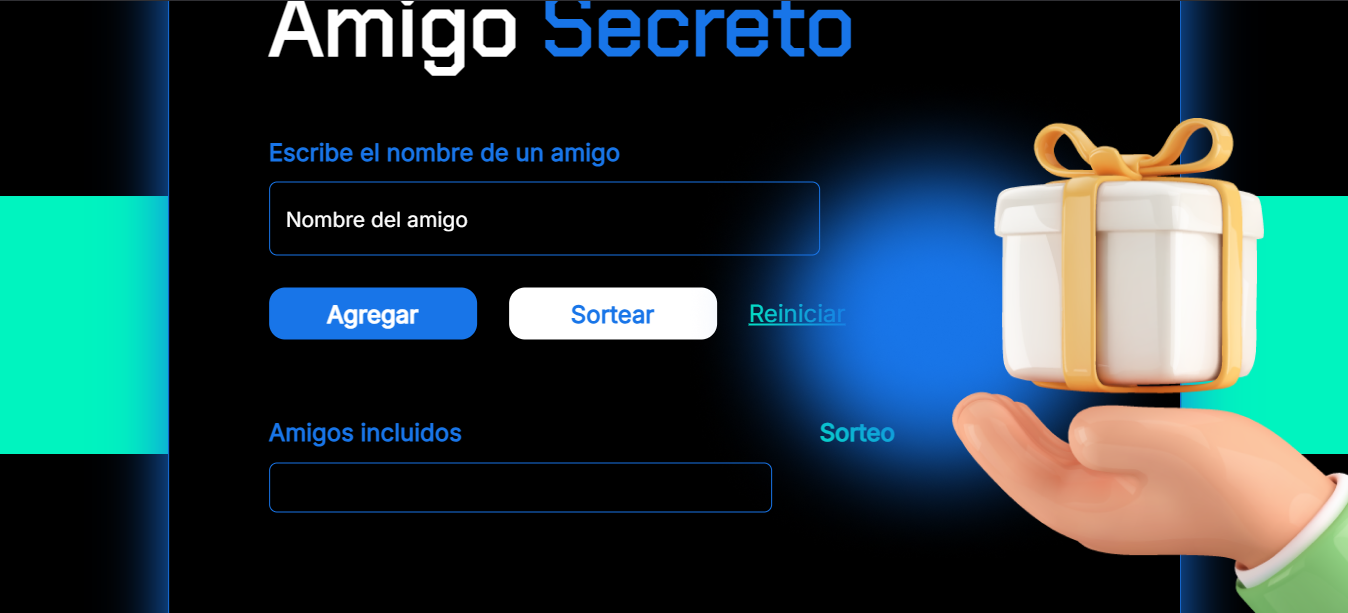 Amigo Secreto
Escribe el nombre de un amigo
Nombre del amigo
Agregar Sortear Reiniciar
Amigos incluidos Sorteo